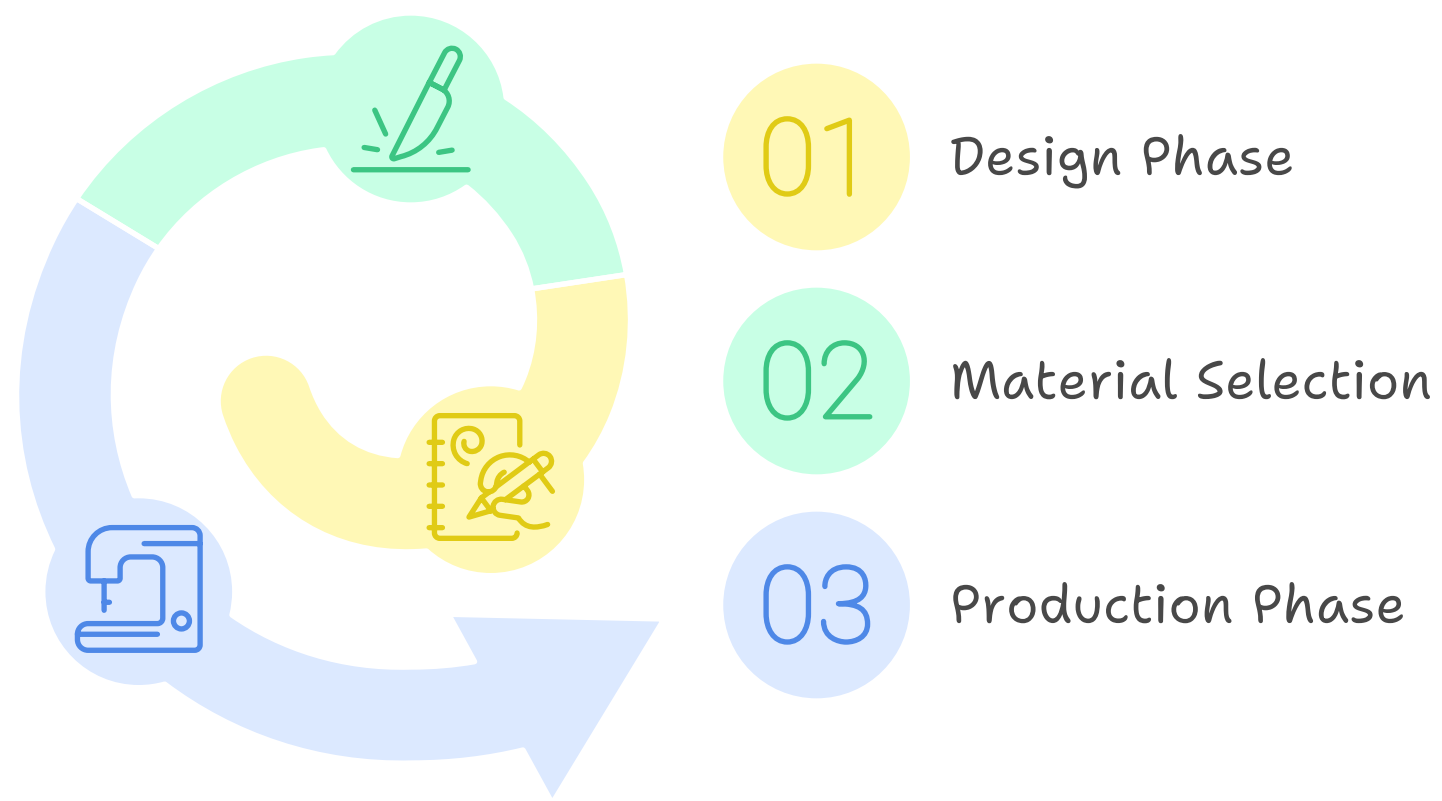 01
Design Phase
02
Material Selection
03
Production Phase